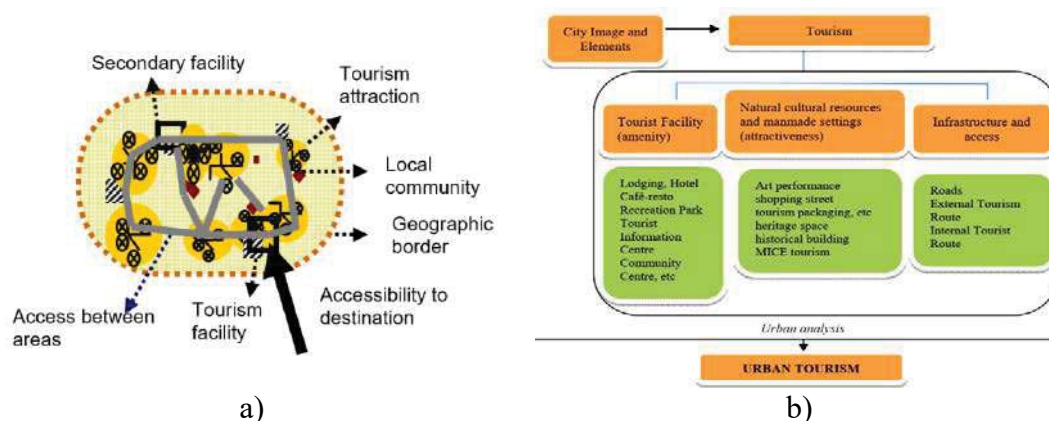 Secondary facility
Tourism
attraction
Local
community
Geographic
border
Accessibility to
destination
Tourism
facility
Access between
areas
a)
City Image and
Elements
Tourism
Tourist Facility
(amenity)
Natural cultural resources
and manmade settings
(attractiveness)
Infrastructure and
access
Lodging, Hotel
Café-resto
Recreation Park
Tourist
Information
Centre
Community
Centre, etc
Art performance
shopping street
tourism packaging, etc
heritage space
historical building
MICE tourism
Roads
External Tourism
Route
Internal Tourist
Route
Urban analysis
URBAN TOURISM
b)